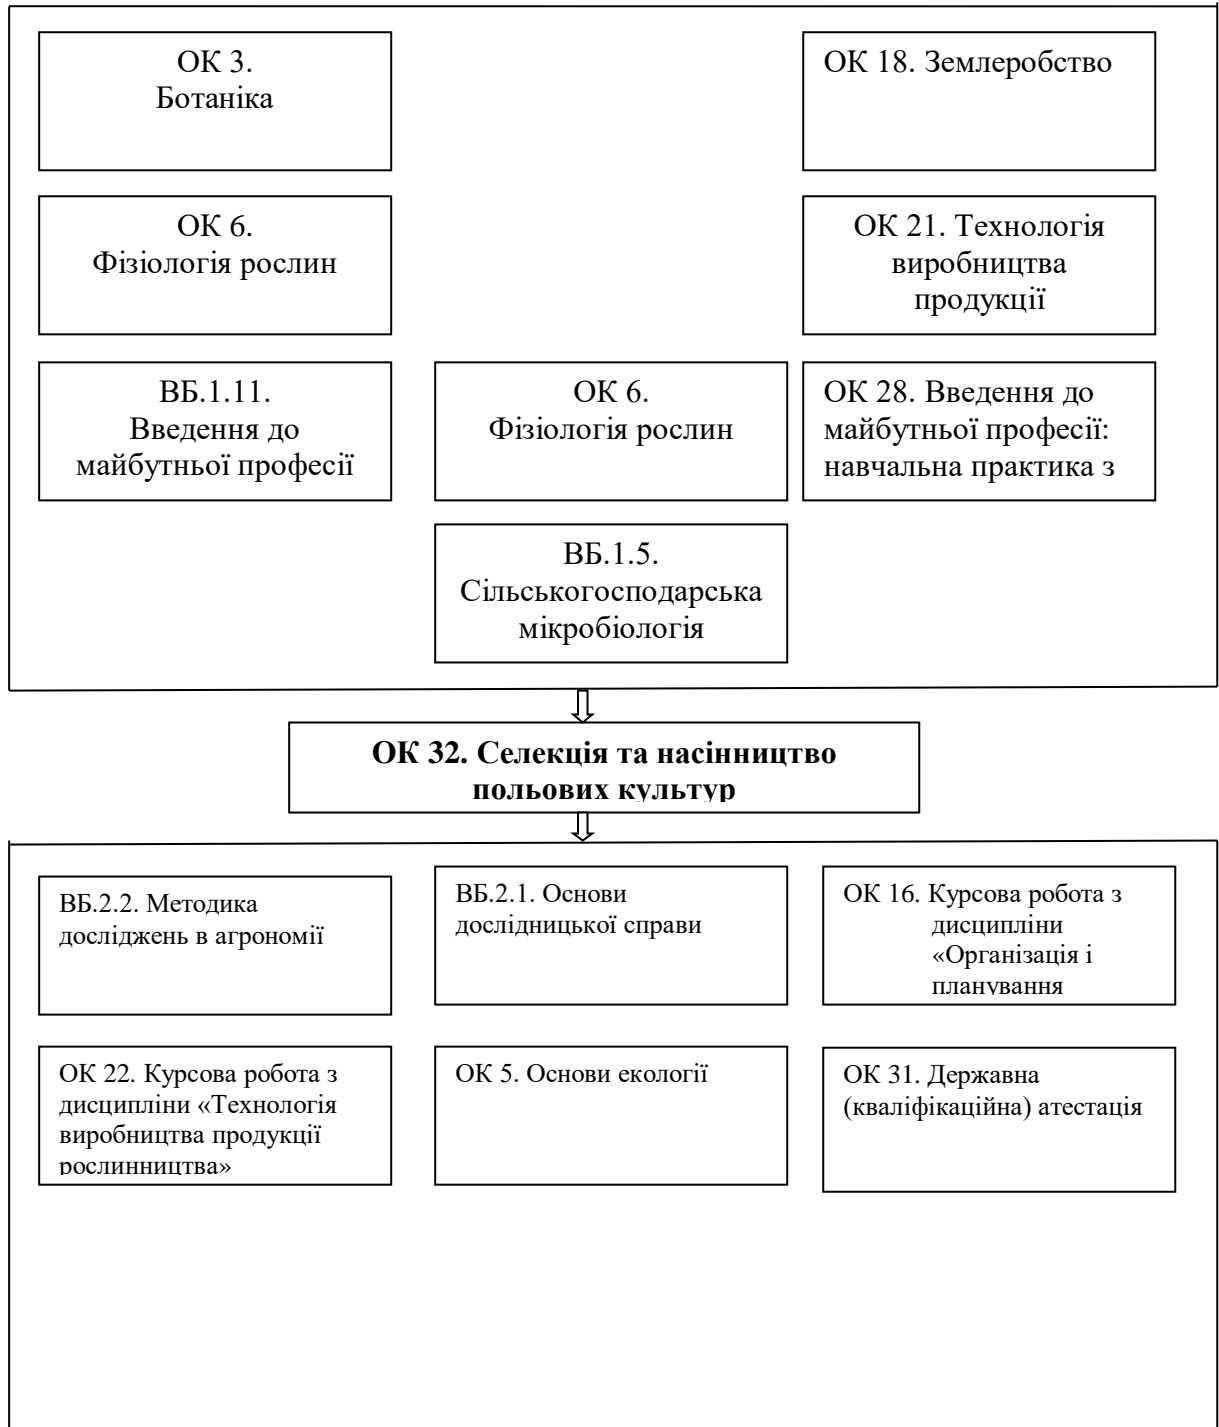 ОК 3.
Ботаніка
ОК 18. Землеробство
ОК 6.
Фізіологія рослин
ОК 21. Технологія
виробництва
продукції
ВБ.1.11.
Введення до
майбутньої професії
ОК 6.
Фізіологія рослин
ОК 28. Введення до
майбутньої професії:
навчальна практика з
ВБ.1.5.
Сільськогосподарська
мікробіологія
ОК 32. Селекція та насінництво
польових культур
ВБ.2.2. Методика
досліджень в агрономії
ВБ.2.1. Основи
дослідницької справи
ОК 16. Курсова робота з
дисципліни
«Організація і
планування
ОК 22. Курсова робота з
дисципліни «Технологія
виробництва продукції
рослинництва»
ОК 5. Основи екології
ОК 31. Державна
(кваліфікаційна) атестація